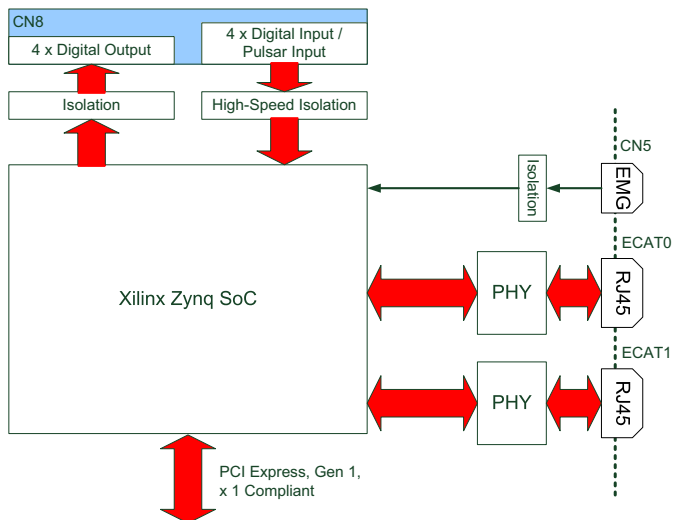 CN8
4 x Digital Output
4 x Digital Input /
Pulsar Input
Isolation
High-Speed Isolation
CN5
Isolation
EMG
Xilinx Zynq SoC
ECAT0
PHY
RJ45
ECAT1
PHY
RJ45
PCI Express, Gen 1,
x 1 Compliant